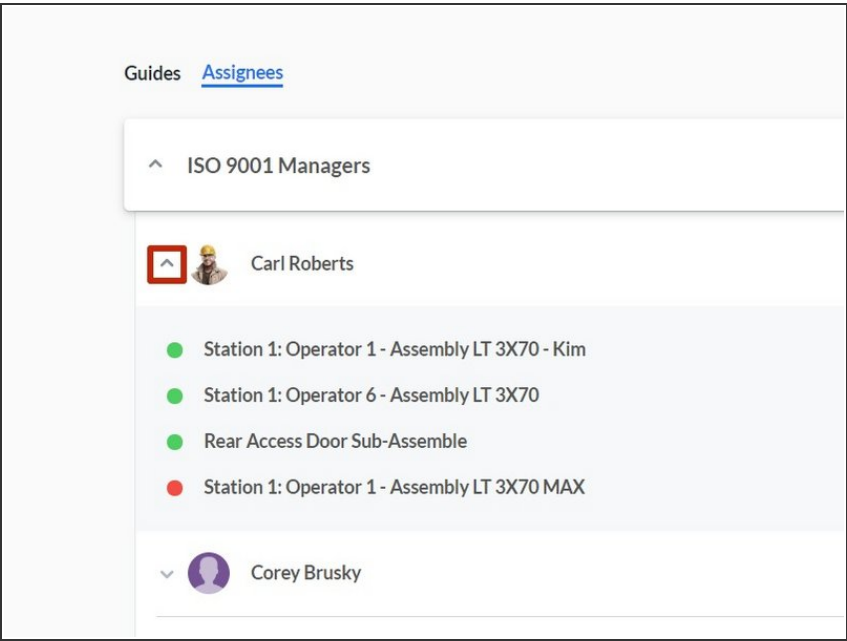 Guides Assignees
ISO 9001 Managers
Carl Roberts
Station 1: Operator 1 - Assembly LT 3X70 - Kim
Station 1: Operator 6 - Assembly LT 3X70
Rear Access Door Sub-Assemble
Station 1: Operator 1 - Assembly LT 3X70 MAX
Corey Brusky